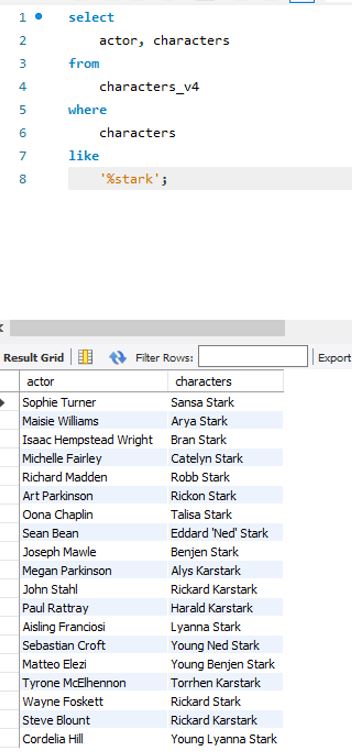 1 select
2 actor, characters
3 from
4 characters_v4
5 where
6 characters
7 like
8 '%stark';
Result Grid Filter Rows: Export
actor characters
Sophie Turner Sansa Stark
Maisie Williams Arya Stark
Isaac Hempstead Wright Bran Stark
Michelle Fairley Catelyn Stark
Richard Madden Robb Stark
Art Parkinson Rickon Stark
Oona Chaplin Talisa Stark
Sean Bean Eddard 'Ned' Stark
Joseph Mawle Benjen Stark
Megan Parkinson Alys Karstark
John Stahl Rickard Karstark
Paul Rattray Harald Karstark
Aisling Franciosi Lyanna Stark
Sebastian Croft Young Ned Stark
Matteo Elezi Young Benjen Stark
Tyrone McElhennon Torrhen Karstark
Wayne Foskett Rickard Stark
Steve Blount Rickard Karstark
Cordelia Hill Young Lyanna Stark